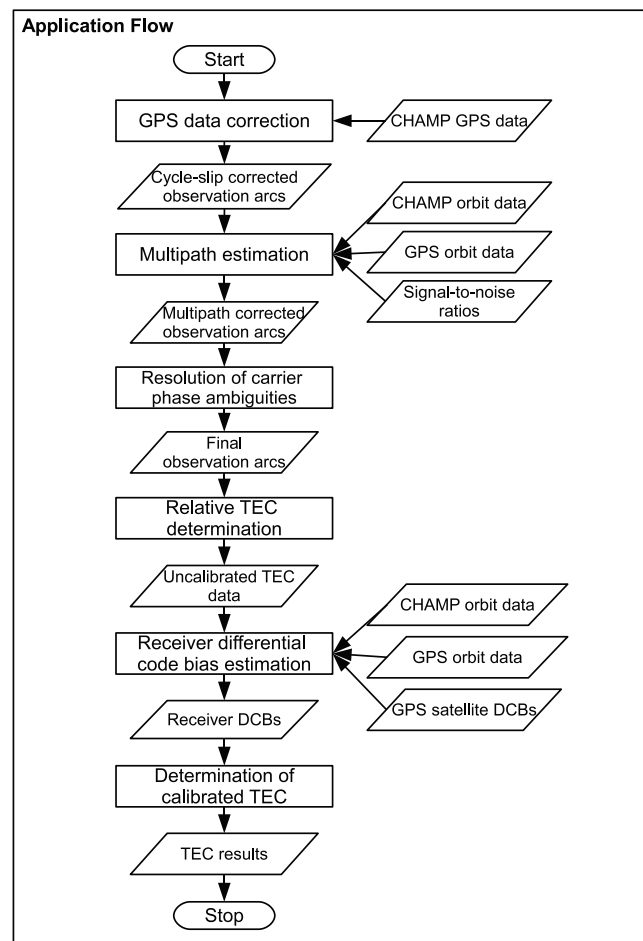 Application Flow
Start
GPS data correction
CHAMP GPS data
Cycle-slip corrected
observation arcs
CHAMP orbit data
Multipath estimation
GPS orbit data
Signal-to-noise
ratios
Multipath corrected
observation arcs
Resolution of carrier
phase ambiguities
Final
observation arcs
Relative TEC
determination
Uncalibrated TEC
data
CHAMP orbit data
Receiver differential
code bias estimation
GPS orbit data
GPS satellite DCBs
Receiver DCBs
Determination of
calibrated TEC
TEC results
Stop